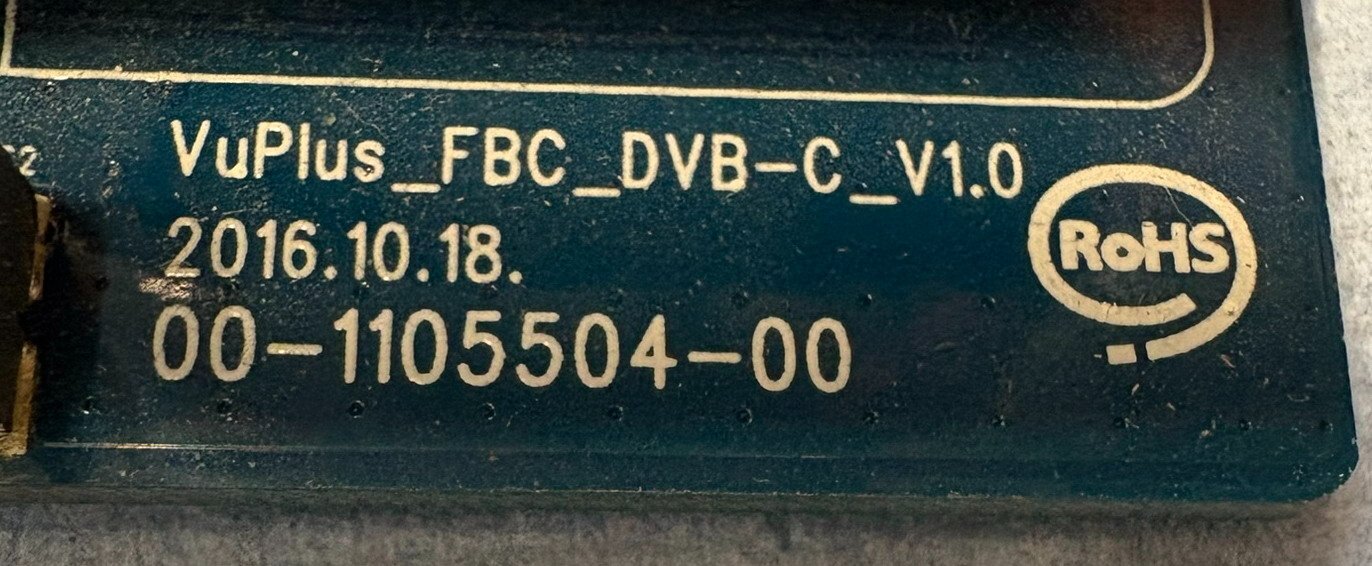 VuPlus_FBC_DVB-C_V1.0
RoHS
2016.10.18.
00-1105504-00